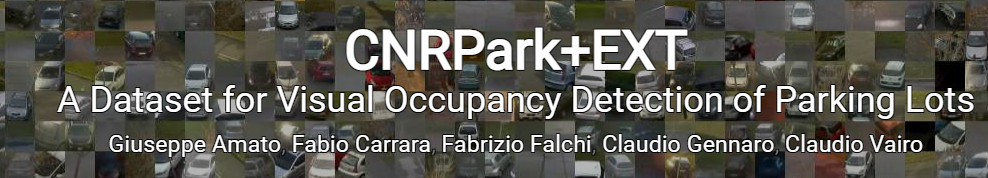 CNRPark+EXT
A Dataset for Visual Occupancy Detection of Parking Lots
Giuseppe Amato, Fabio Carrara, Fabrizio Falchi, Claudio Gennaro, Claudio Vairo